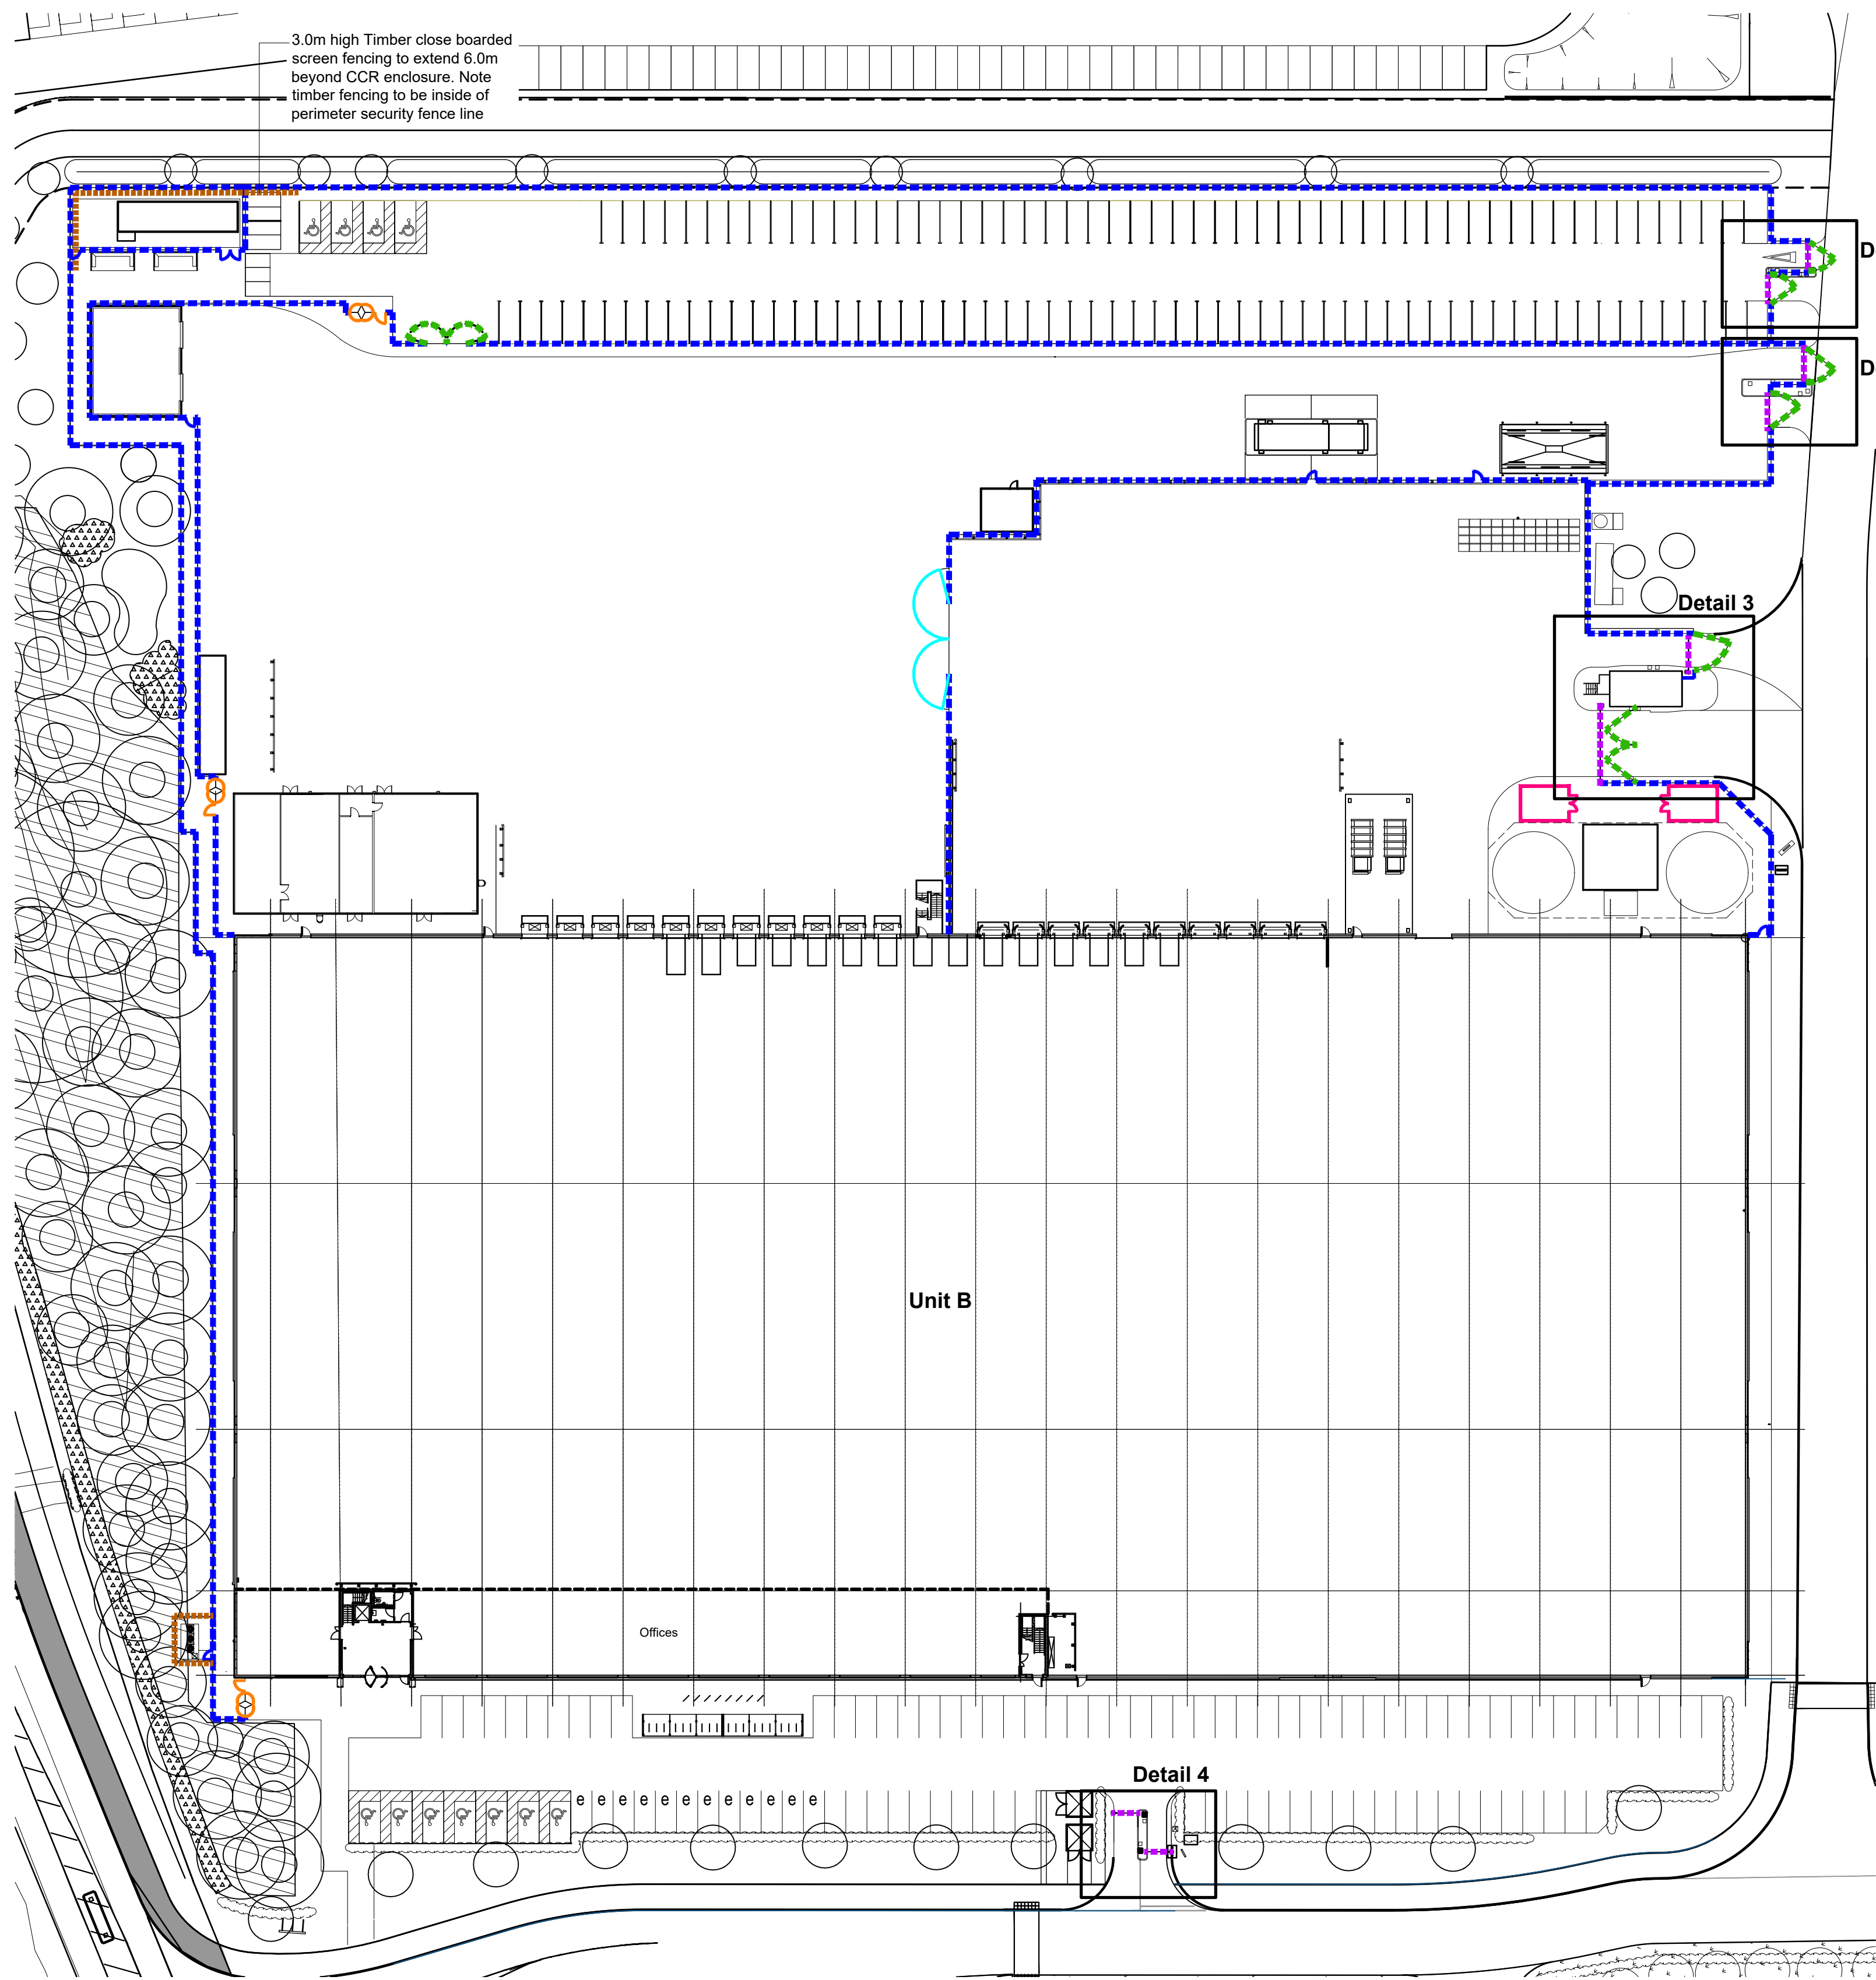 3.0m high Timber close boarded
screen fencing to extend 6.0m
beyond CCR enclosure. Note
timber fencing to be inside of
perimeter security fence line
D
D
Detail 3
Unit B
Offices
Detail 4
e e e e e e e e e e e e